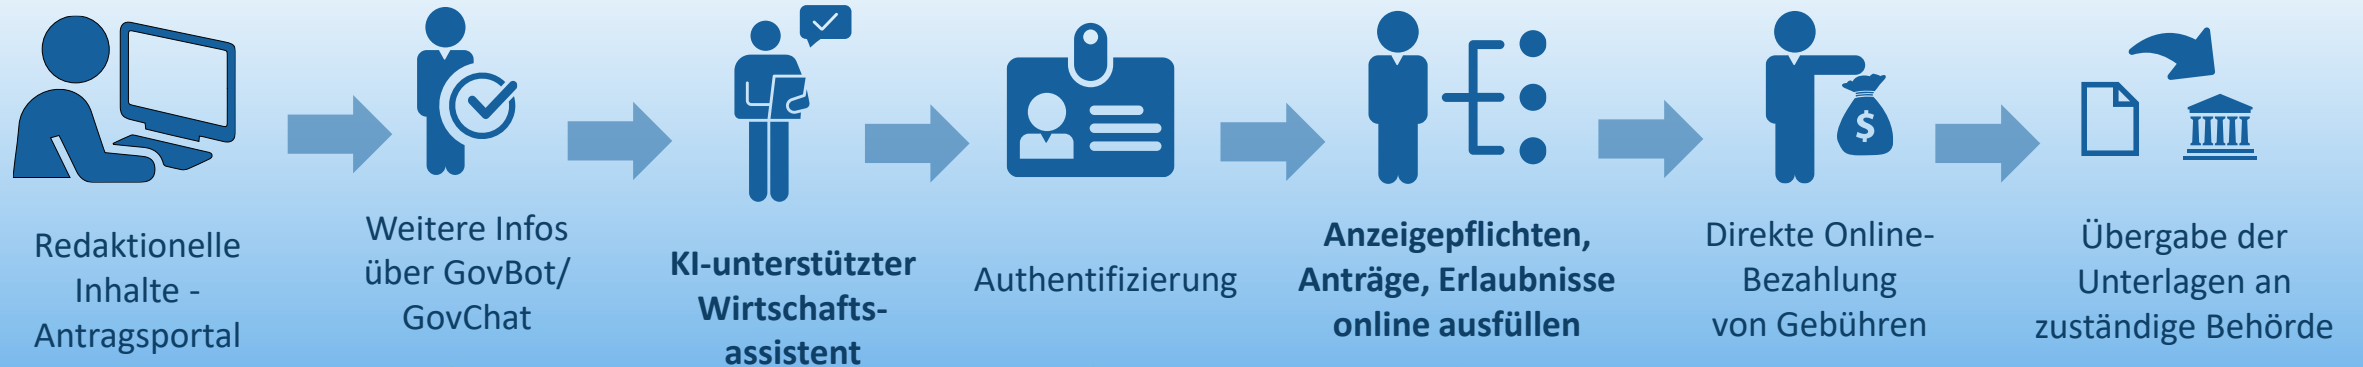 Redaktionelle
Inhalte -
Antragsportal
Weitere Infos
über GovBot/
GovChat
KI-unterstützter
Wirtschafts-
assistent
Authentifizierung
Anzeigepflichten,
Anträge, Erlaubnisse
online ausfüllen
$
Direkte Online-
Bezahlung
von Gebühren
Übergabe der
Unterlagen an
zuständige Behörde